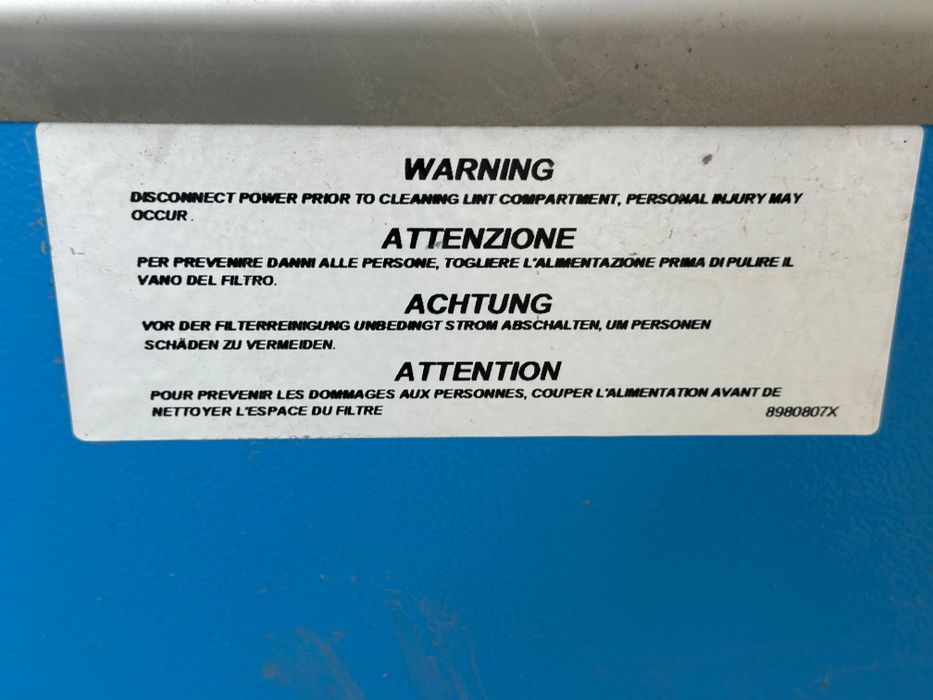 WARNING
DISCONNECT POWER PRIOR TO CLEANING LINT COMPARTMENT, PERSONAL INJURY MAY
OCCUR.
ATTENZIONE
PER PREVENIRE DANNI ALLE PERSONE, TOGLIERE L'ALIMENTAZIONE PRIMA DI PULIRE IL
VANO DEL FILTRO.
ACHTUNG
VOR DER FILTERREINIGUNG UNBEDINGT STROM ABSCHALTEN, UM PERSONEN
SCHÄDEN ZU VERMEIDEN.
ATTENTION
POUR PREVENIR LES DOMMAGES AUX PERSONNES, COUPER L'ALIMENTATION AVANT DE
NETTOYER L'ESPACE DU FILTRE
8980807X